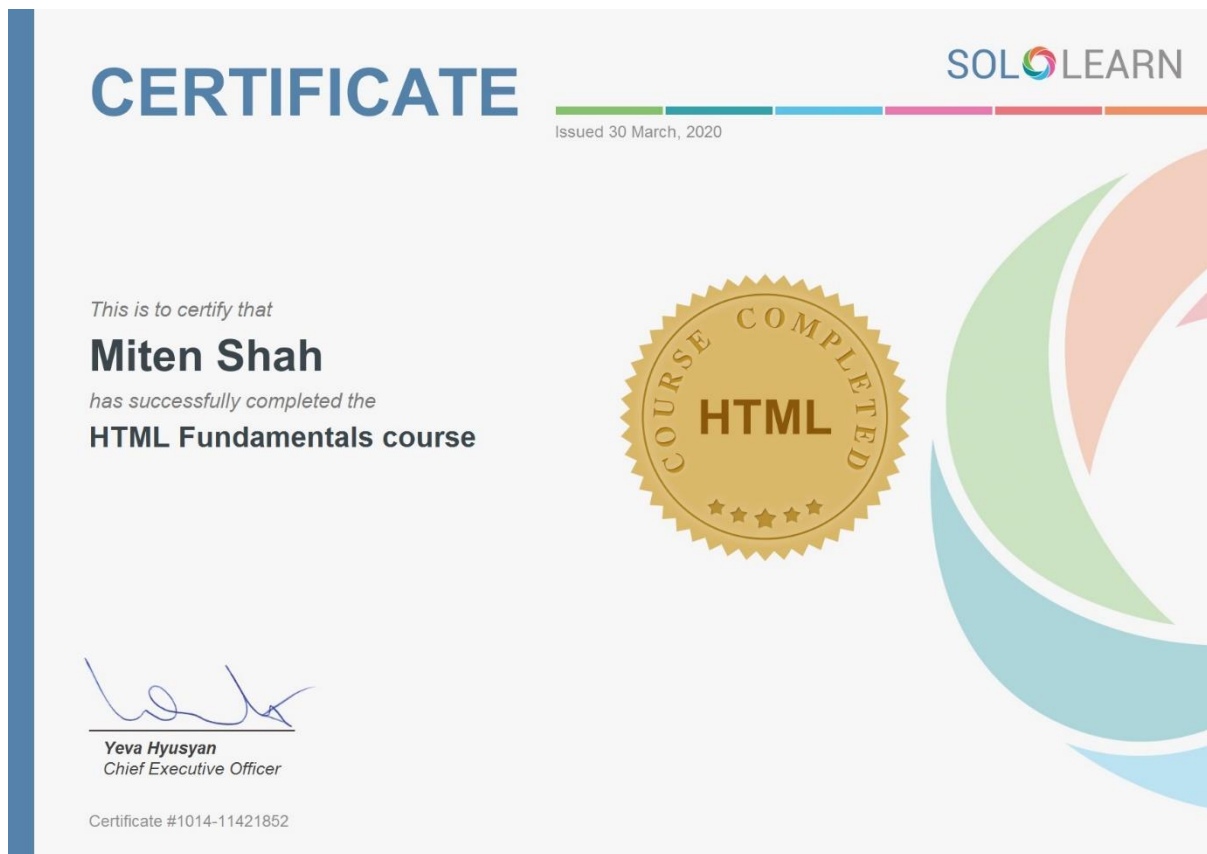 CERTIFICATE
SOLOLEARN
Issued 30 March, 2020
This is to certify that
Miten Shah
has successfully completed the
HTML Fundamentals course
COURSE COMPLETED
HTML
Yeva Hyusyan
Chief Executive Officer
Certificate #1014-11421852